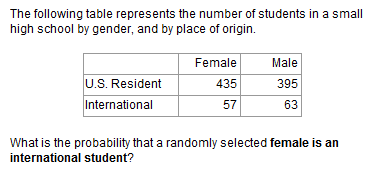 The following table represents the number of students in a small
high school by gender, and by place of origin.
Female Male
U.S. Resident 435 395
International 57 63
What is the probability that a randomly selected female is an
international student?